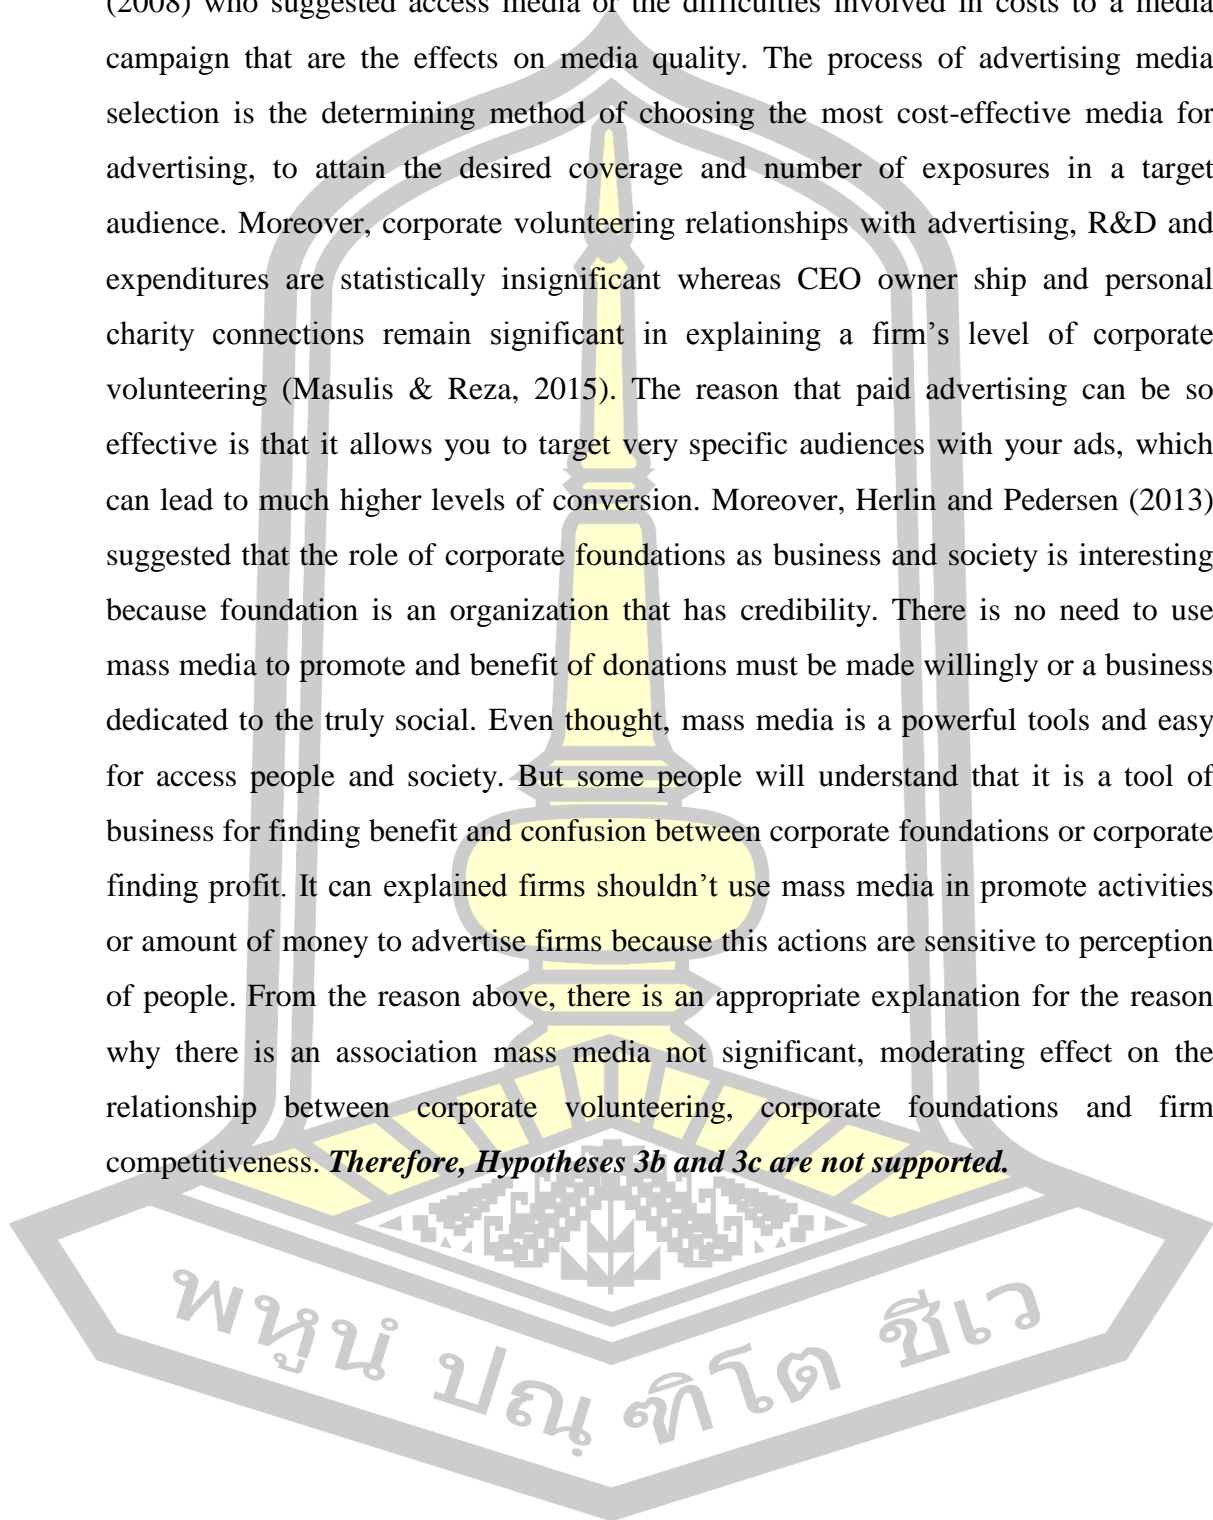 (2008) who suggested access media or the difficulties involved in costs to a media
campaign that are the effects on media quality. The process of advertising media
selection is the determining method of choosing the most cost-effective media for
advertising, to attain the desired coverage and number of exposures in a target
audience. Moreover, corporate volunteering relationships with advertising, R&D and
expenditures are statistically insignificant whereas CEO owner ship and personal
charity connections remain significant in explaining a firm’s level of corporate
volunteering (Masulis & Reza, 2015). The reason that paid advertising can be so
effective is that it allows you to target very specific audiences with your ads, which
can lead to much higher levels of conversion. Moreover, Herlin and Pedersen (2013)
suggested that the role of corporate foundations as business and society is interesting
because foundation is an organization that has credibility. There is no need to use
mass media to promote and benefit of donations must be made willingly or a business
dedicated to the truly social. Even thought, mass media is a powerful tools and easy
for access people and society. But some people will understand that it is a tool of
business for finding benefit and confusion between corporate foundations or corporate
finding profit. It can explained firms shouldn’t use mass media in promote activities
or amount of money to advertise firms because this actions are sensitive to perception
of people. From the reason above, there is an appropriate explanation for the reason
why there is an association mass media not significant, moderating effect on the
relationship between corporate volunteering, corporate foundations and firm
competitiveness. Therefore, Hypotheses 3b and 3c are not supported.
พหูนํ ปณฺฑิโต ชีเว